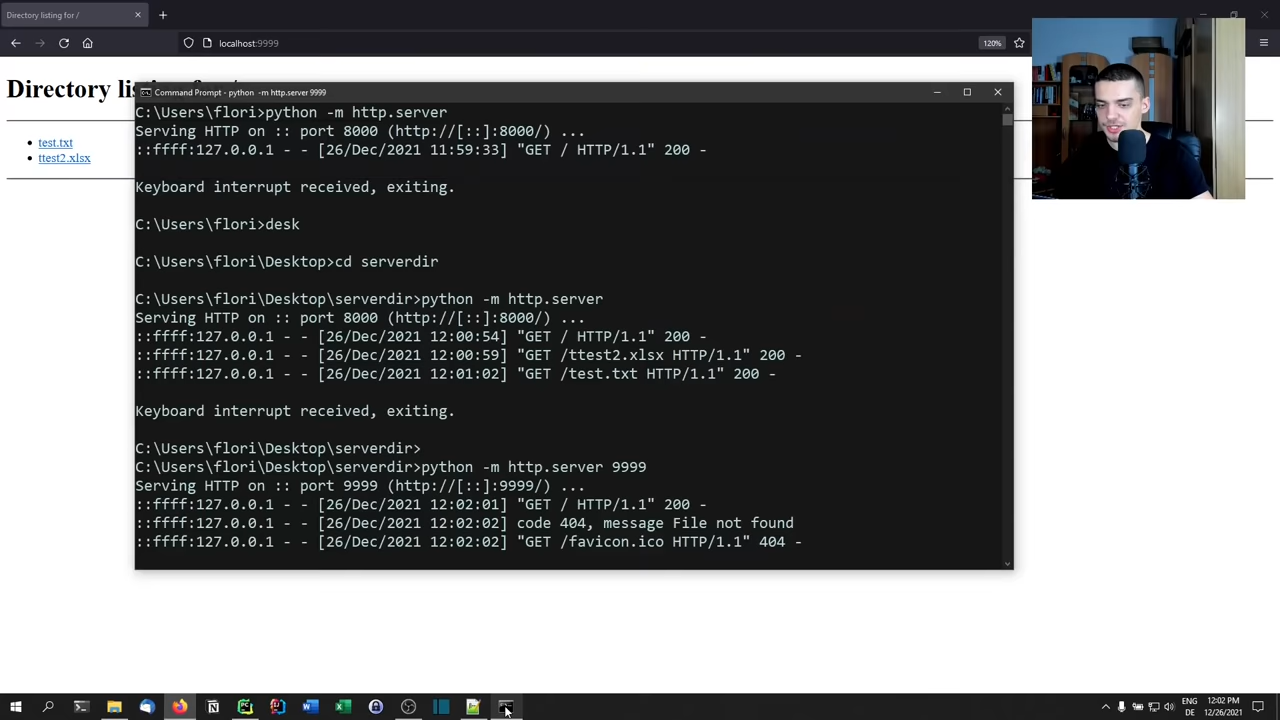 Directory listing for /
localhost:9999
120%
Directory lis
test.txt
ttest2.xlsx
Command Prompt - python -m http.server 9999
C:\Users\flori>python -m http.server
Serving HTTP on :: port 8000 (http://[::]:8000/) ...
::ffff:127.0.0.1 - - [26/Dec/2021 11:59:33] "GET / HTTP/1.1" 200 -
Keyboard interrupt received, exiting.
C:\Users\flori>desk
C:\Users\flori\Desktop>cd serverdir
C:\Users\flori\Desktop\serverdir>python -m http.server
Serving HTTP on :: port 8000 (http://[::]:8000/) ...
::ffff:127.0.0.1 - - [26/Dec/2021 12:00:54] "GET / HTTP/1.1" 200 -
::ffff:127.0.0.1 - - [26/Dec/2021 12:00:59] "GET /ttest2.xlsx HTTP/1.1" 200 -
::ffff:127.0.0.1 - - [26/Dec/2021 12:01:02] "GET /test.txt HTTP/1.1" 200 -
Keyboard interrupt received, exiting.
C:\Users\flori\Desktop\serverdir>
C:\Users\flori\Desktop\serverdir>python -m http.server 9999
Serving HTTP on :: port 9999 (http://[::]:9999/) ...
::ffff:127.0.0.1 - - [26/Dec/2021 12:02:01] "GET / HTTP/1.1" 200 -
::ffff:127.0.0.1 - - [26/Dec/2021 12:02:02] code 404, message File not found
::ffff:127.0.0.1 - - [26/Dec/2021 12:02:02] "GET /favicon.ico HTTP/1.1" 404 -
ENG
DE
12:02 PM
12/26/2021